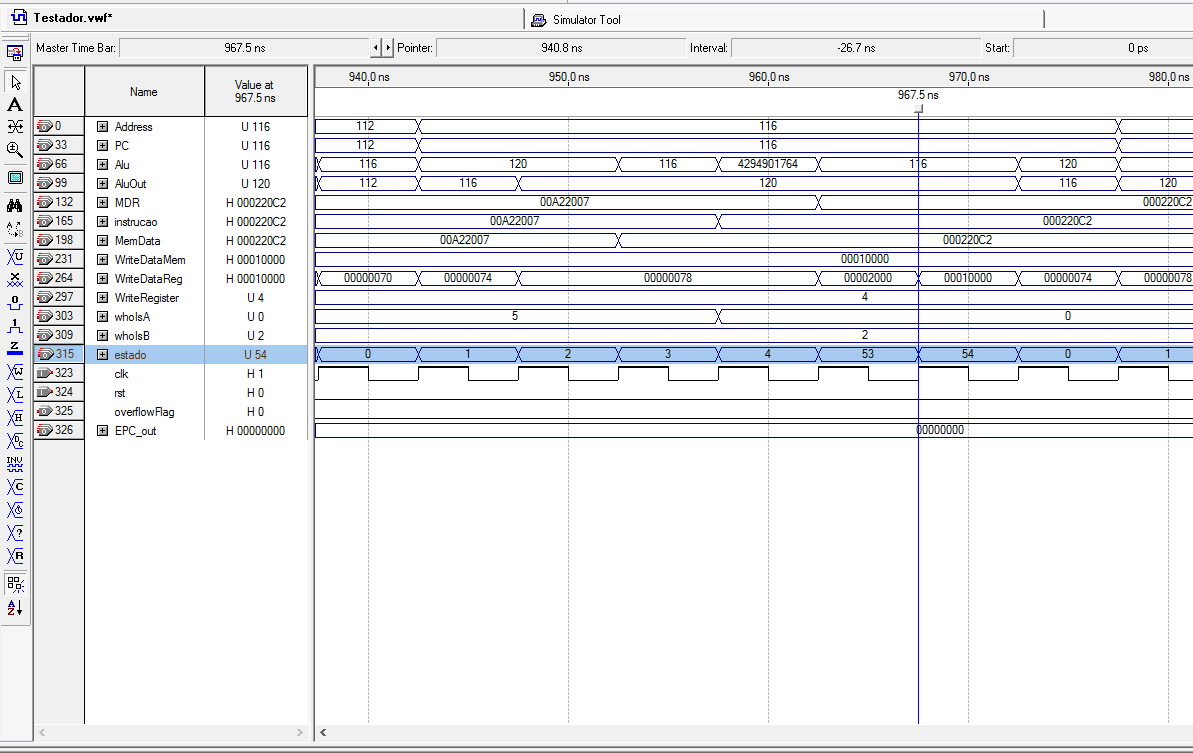 Testador.vwf*
Simulator Tool
Master Time Bar: 967.5 ns Pointer: 940.8 ns Interval: -26.7 ns Start: 0 ps
Name Value at 967.5 ns 940.0 ns 950.0 ns 960.0 ns 970.0 ns 980.0 ns
967.5 ns
0 Address U 116 112 116
33 PC U 116 112 116
66 Alu U 116 116 120 116 4294901764 116 120
99 AluOut U 120 112 116 120 116 120
132 MDR H 000220C2 00A22007 000220C2
165 instrucao H 000220C2 00A22007 000220C2
198 MemData H 000220C2 00A22007 000220C2
231 WriteDataMem H 00010000 00010000
264 WriteDataReg H 00010000 00000070 00000074 00000078 00002000 00010000 00000074 00000078
297 WriteRegister U 4 4
303 whoIsA U 0 5 0
309 whoIsB U 2 2
315 estado U 54 0 1 2 3 4 53 54 0 1
323 clk H 1
324 rst H 0
325 overflowFlag H 0
326 EPC_out H 00000000 00000000